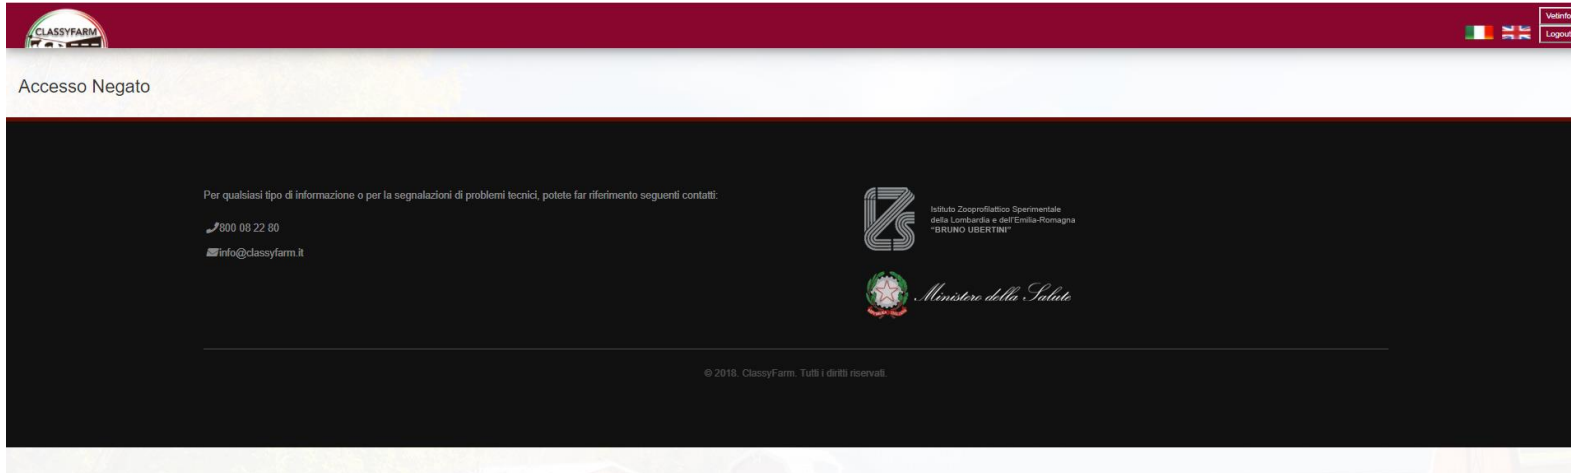 CLASSYFARM
Vetinfo
Logout
Accesso Negato
Per qualsiasi tipo di informazione o per la segnalazioni di problemi tecnici, potete far riferimento seguenti contatti:
800 08 22 80
info@classyfarm.it
Istituto Zooprofilattico Sperimentale
della Lombardia e dell'Emilia-Romagna
"BRUNO UBERTINI"
Ministero della Salute
© 2018. ClassyFarm. Tutti i diritti riservati.